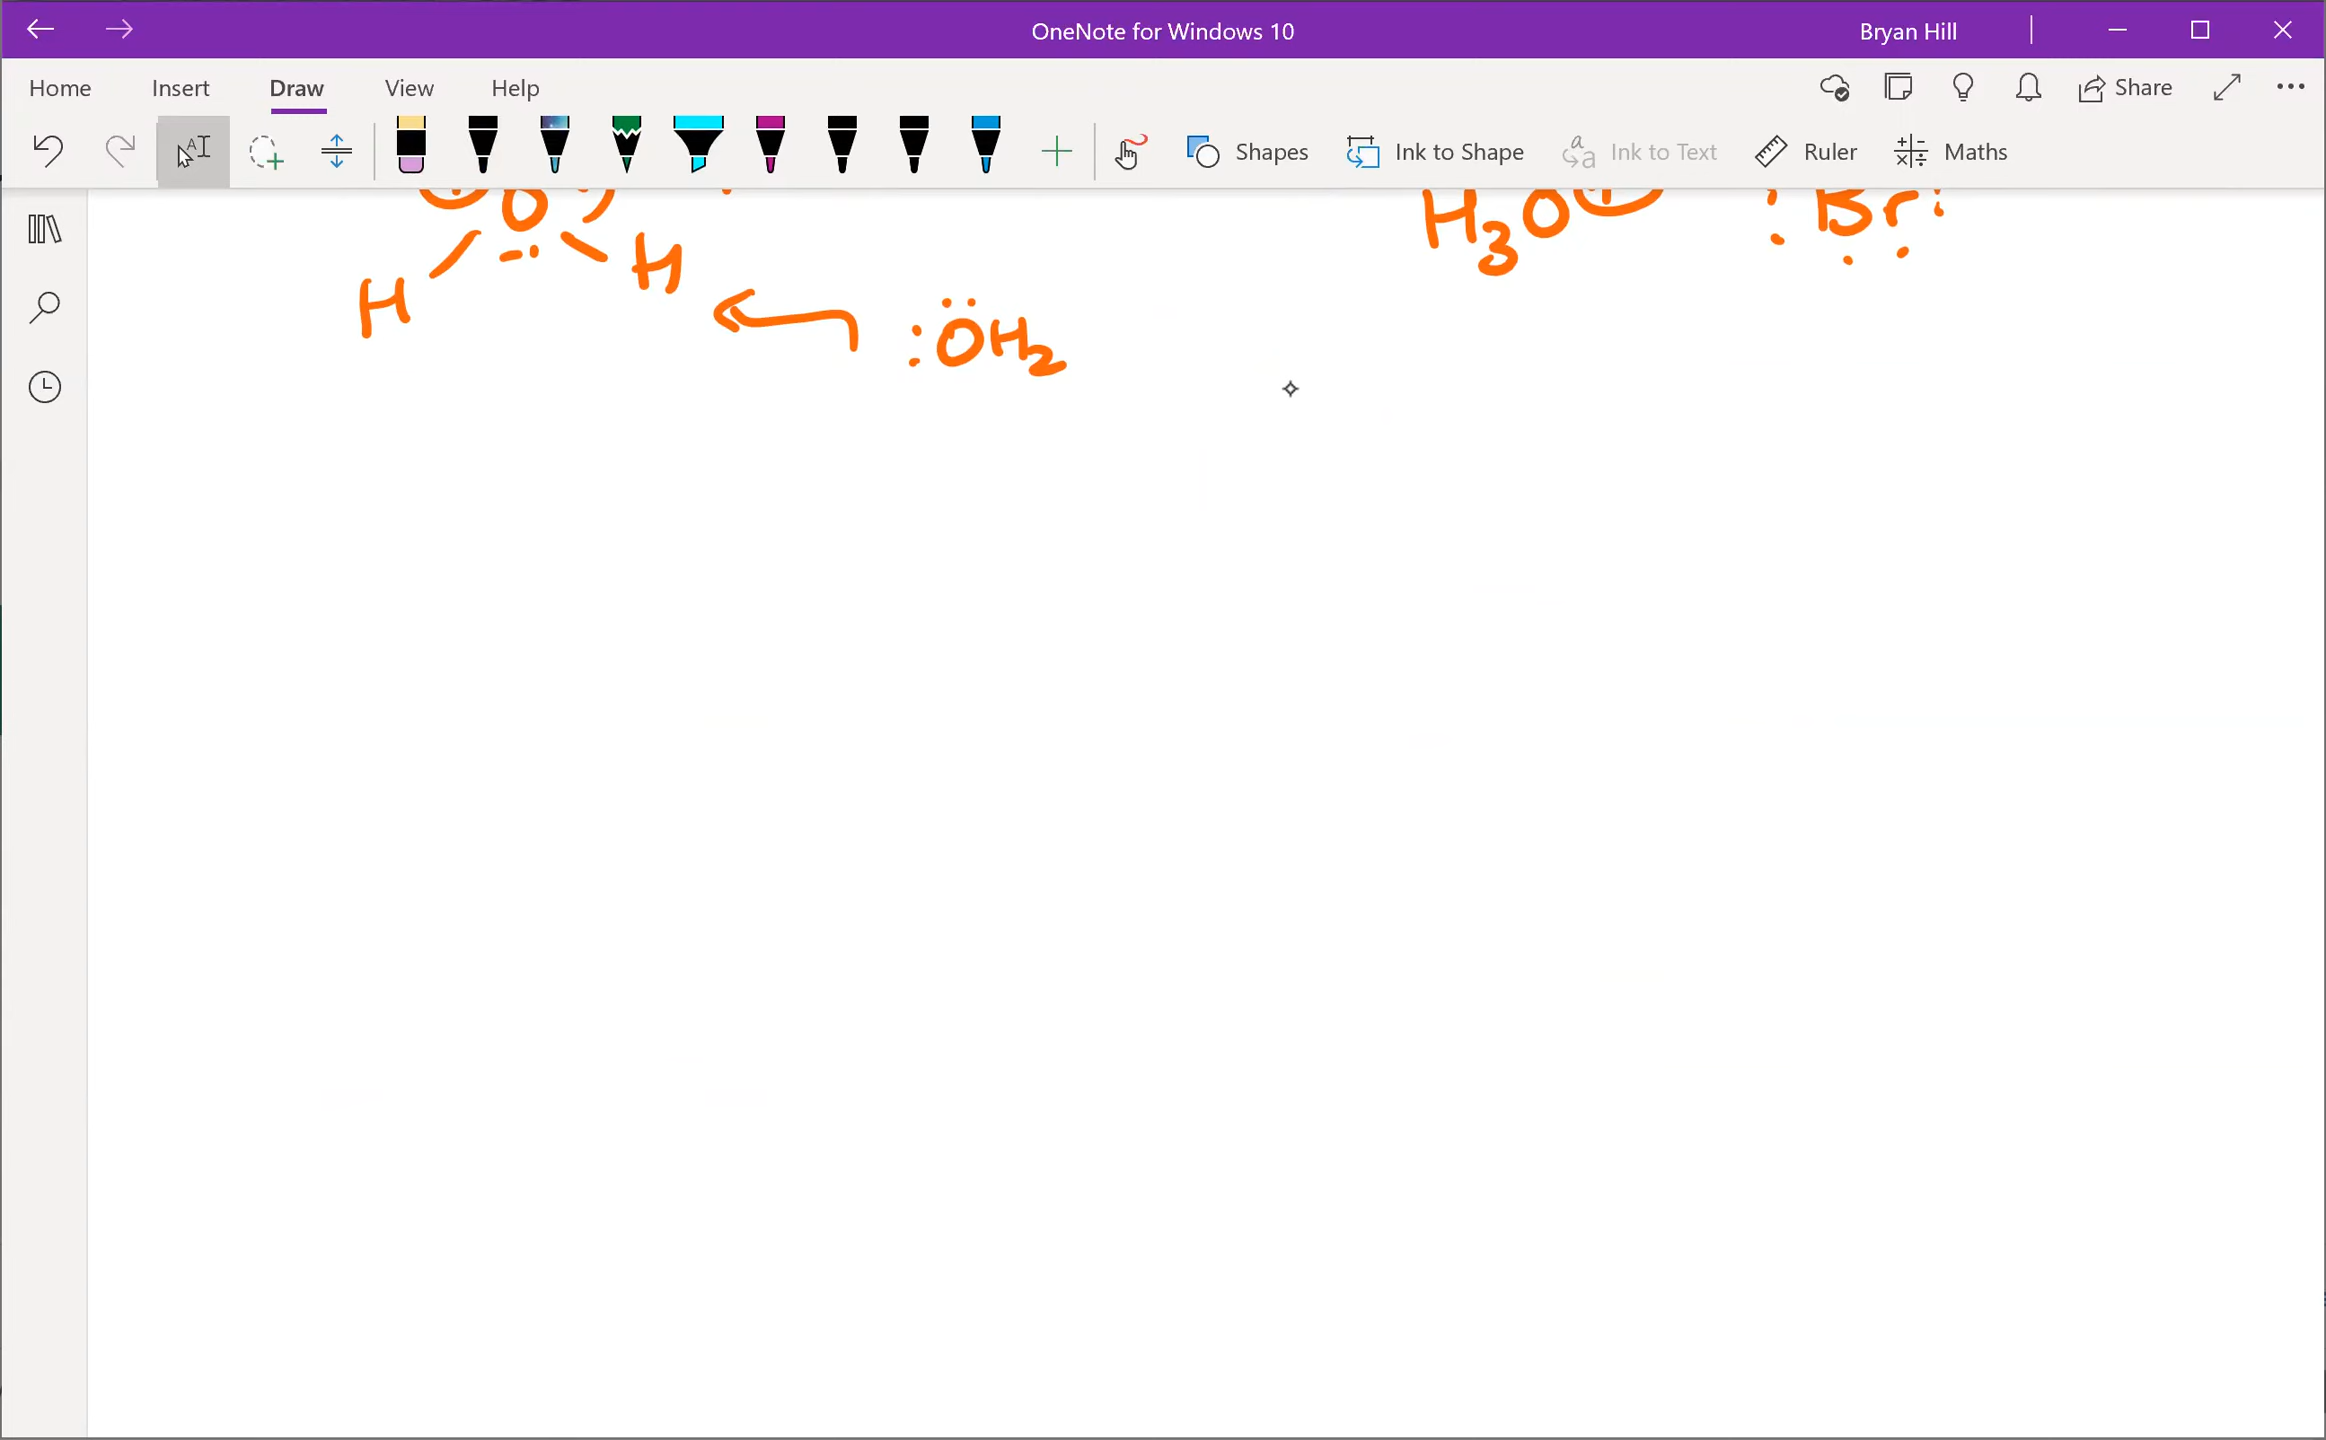 OneNote for Windows 10
Bryan Hill
Home Insert Draw View Help Share
Shapes Ink to Shape Ink to Text Ruler Maths
O
H₃O⊕ :Br:
H H
:ÖH₂